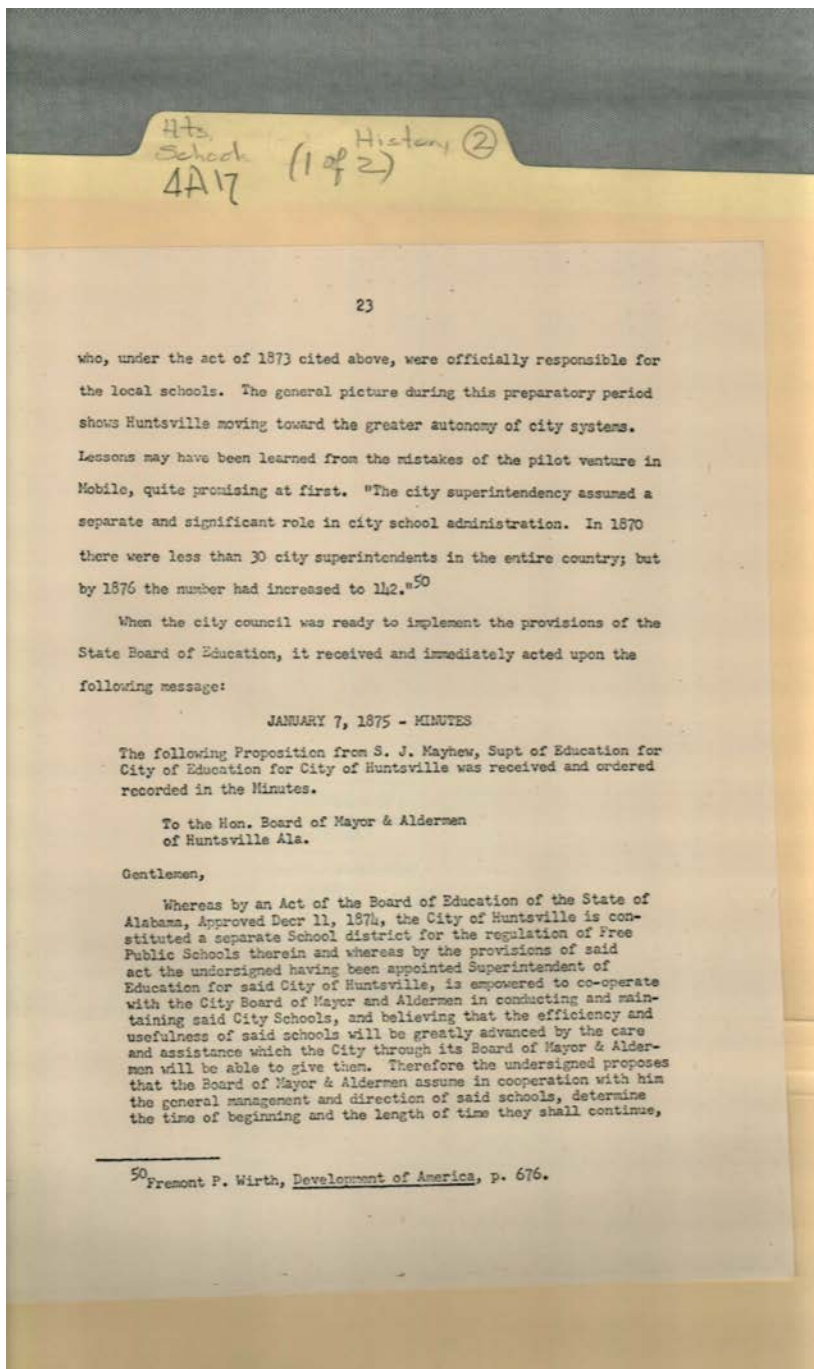 Hts.
School History ②
4A17 (1 of 2)
23
who, under the act of 1873 cited above, were officially responsible for
the local schools. The general picture during this preparatory period
shows Huntsville moving toward the greater autonomy of city systems.
Lessons may have been learned from the mistakes of the pilot venture in
Mobile, quite promising at first. "The city superintendency assumed a
separate and significant role in city school administration. In 1870
there were less than 30 city superintendents in the entire country; but
by 1876 the number had increased to 142."50
When the city council was ready to implement the provisions of the
State Board of Education, it received and immediately acted upon the
following message:
JANUARY 7, 1875 - MINUTES
The following Proposition from S. J. Mayhew, Supt of Education for
City of Education for City of Huntsville was received and ordered
recorded in the Minutes.
To the Hon. Board of Mayor & Aldermen
of Huntsville Ala.
Gentlemen,
Whereas by an Act of the Board of Education of the State of
Alabama, Approved Decr 11, 1874, the City of Huntsville is con-
stituted a separate School district for the regulation of Free
Public Schools therein and whereas by the provisions of said
act the undersigned having been appointed Superintendent of
Education for said City of Huntsville, is empowered to co-operate
with the City Board of Mayor and Aldermen in conducting and main-
taining said City Schools, and believing that the efficiency and
usefulness of said schools will be greatly advanced by the care
and assistance which the City through its Board of Mayor & Alder-
men will be able to give them. Therefore the undersigned proposes
that the Board of Mayor & Aldermen assume in cooperation with him
the general management and direction of said schools, determine
the time of beginning and the length of time they shall continue,
50Fremont P. Wirth, Development of America, p. 676.